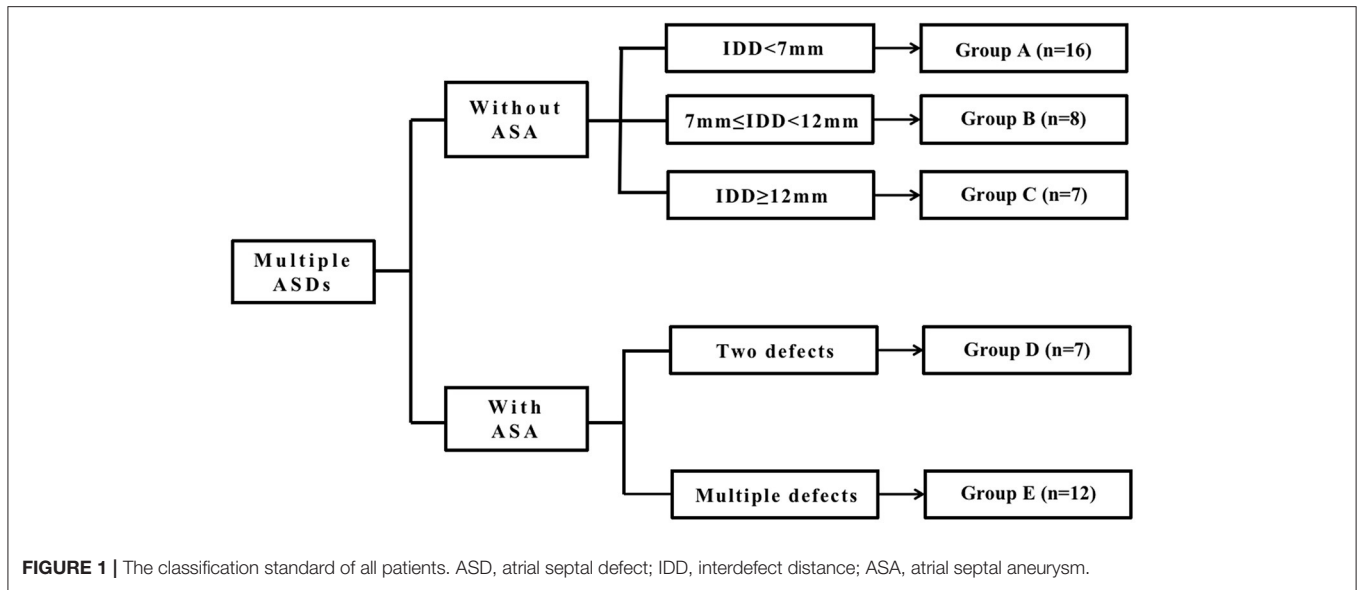 IDD<7mm
Group A (n=16)
Without
ASA
7mm≤IDD<12mm
Group B (n=8)
IDD≥12mm
Group C (n=7)
Multiple
ASDs
Two defects
Group D (n=7)
With
ASA
Multiple defects
Group E (n=12)
FIGURE 1 | The classification standard of all patients. ASD, atrial septal defect; IDD, interdefect distance; ASA, atrial septal aneurysm.